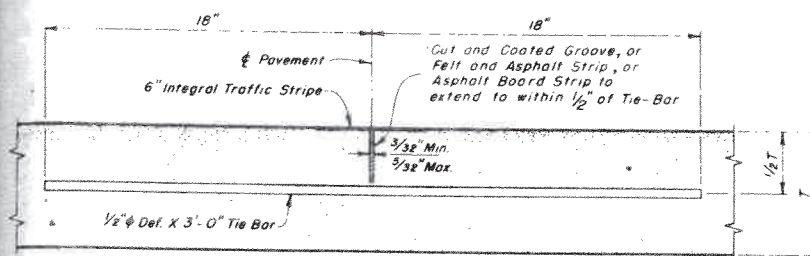 18"
18"
℄ Pavement
6" Integral Traffic Stripe
Cut and Coated Groove, or
Felt and Asphalt Strip, or
Asphalt Board Strip to
extend to within 1/2" of Tie-Bar
3/32" Min.
5/32" Max.
1/2 T
T
1/2" ϕ Def. X 3'-0" Tie Bar